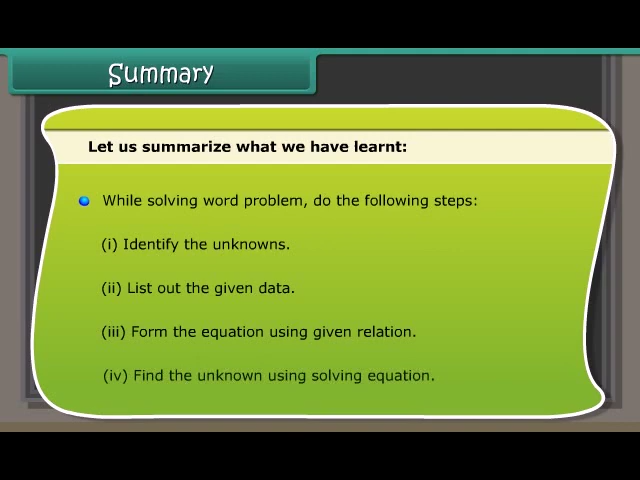 Summary
Let us summarize what we have learnt:
While solving word problem, do the following steps:
(i) Identify the unknowns.
(ii) List out the given data.
(iii) Form the equation using given relation.
(iv) Find the unknown using solving equation.